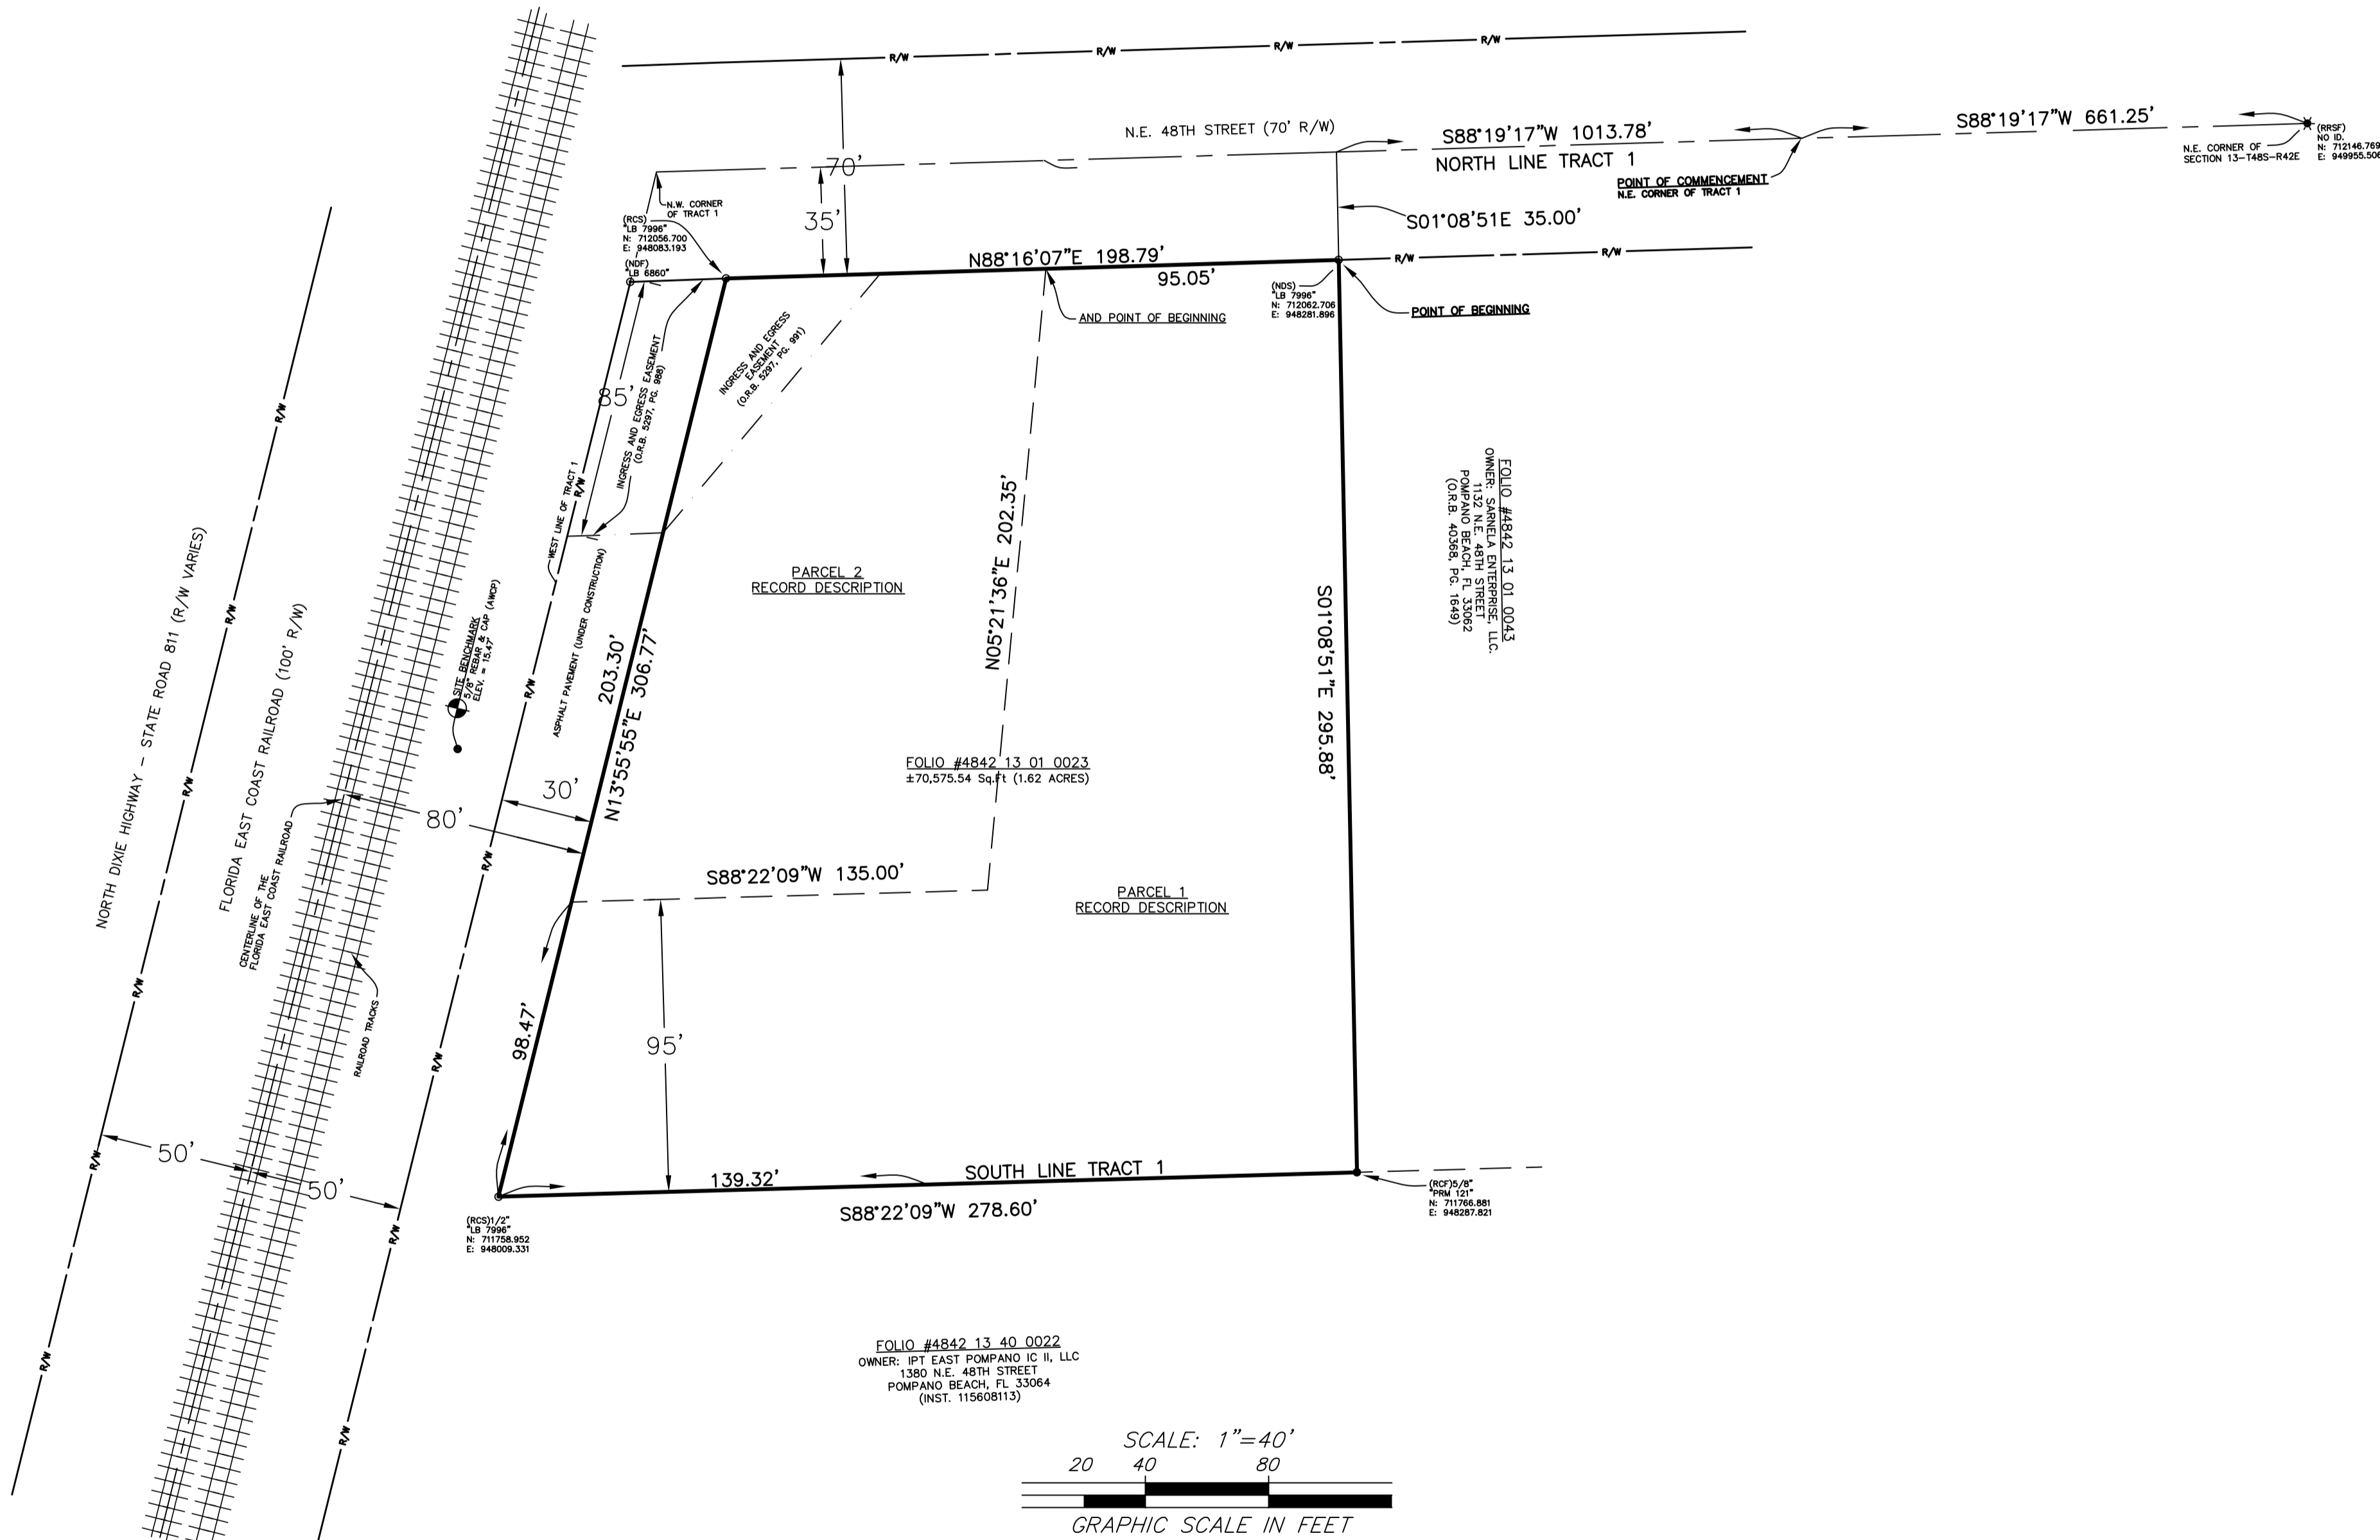 R/W R/W R/W R/W
70'
N.E. 48TH STREET (70' R/W)
S88°19'17"W 1013.78'
NORTH LINE TRACT 1
S88°19'17"W 661.25'
N.E. CORNER OF
SECTION 13-T48S-R42E
(RRSF)
NO ID.
N: 712146.769
E: 949955.506
POINT OF COMMENCEMENT
N.E. CORNER OF TRACT 1
N.W. CORNER
OF TRACT 1
(RCS)
"LB 7996"
N: 712056.700
E: 948083.193
(NDF)
"LB 6860"
35'
S01°08'51E 35.00'
N88°16'07"E 198.79'
95.05'
R/W R/W
(NDS)
"LB 7996"
N: 712062.706
E: 948281.896
AND POINT OF BEGINNING
POINT OF BEGINNING
INGRESS AND EGRESS
EASEMENT
(O.R.B. 5297, PG. 991)
INGRESS AND EGRESS EASEMENT
(O.R.B. 5297, PG. 988)
85'
WEST LINE OF TRACT 1
R/W
ASPHALT PAVEMENT (UNDER CONSTRUCTION)
PARCEL 2
RECORD DESCRIPTION
N05°21'36"E 202.35'
S01°08'51"E 295.88'
FOLIO #4842 13 01 0043
OWNER: SARNELA ENTERPRISE, LLC.
1132 N.E. 48TH STREET
POMPANO BEACH, FL 33062
(O.R.B. 40368, PG. 1649)
NORTH DIXIE HIGHWAY - STATE ROAD 811 (R/W VARIES)
R/W
R/W
R/W
R/W
R/W
R/W
FLORIDA EAST COAST RAILROAD (100' R/W)
SITE BENCHMARK
5/8" REBAR & CAP (AWCP)
ELEV. = 15.47'
R/W
203.30'
N13°55'55"E 306.77'
30'
80'
FOLIO #4842 13 01 0023
±70,575.54 Sq.Ft (1.62 ACRES)
CENTERLINE OF THE
FLORIDA EAST COAST RAILROAD
R/W
S88°22'09"W 135.00'
PARCEL 1
RECORD DESCRIPTION
RAILROAD TRACKS
98.47'
95'
R/W
50'
50'
139.32'
SOUTH LINE TRACT 1
S88°22'09"W 278.60'
(RCF)5/8"
"PRM 121"
N: 711766.881
E: 948287.821
(RCS)1/2"
"LB 7996"
N: 711758.952
E: 948009.331
R/W
R/W
FOLIO #4842 13 40 0022
OWNER: IPT EAST POMPANO IC II, LLC
1380 N.E. 48TH STREET
POMPANO BEACH, FL 33064
(INST. 115608113)
SCALE: 1"=40'
20 40 80
GRAPHIC SCALE IN FEET